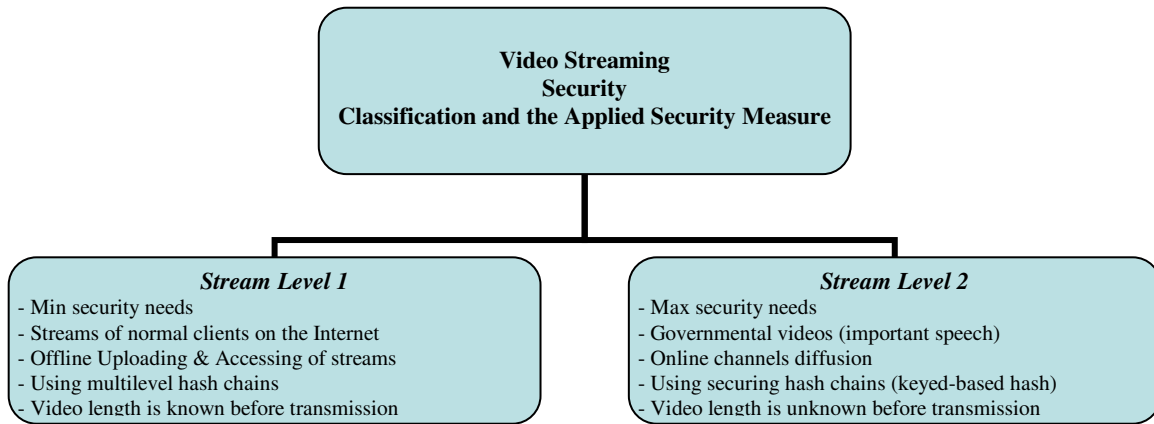 Video Streaming
Security
Classification and the Applied Security Measure
Stream Level 1
- Min security needs
- Streams of normal clients on the Internet
- Offline Uploading & Accessing of streams
- Using multilevel hash chains
- Video length is known before transmission
Stream Level 2
- Max security needs
- Governmental videos (important speech)
- Online channels diffusion
- Using securing hash chains (keyed-based hash)
- Video length is unknown before transmission